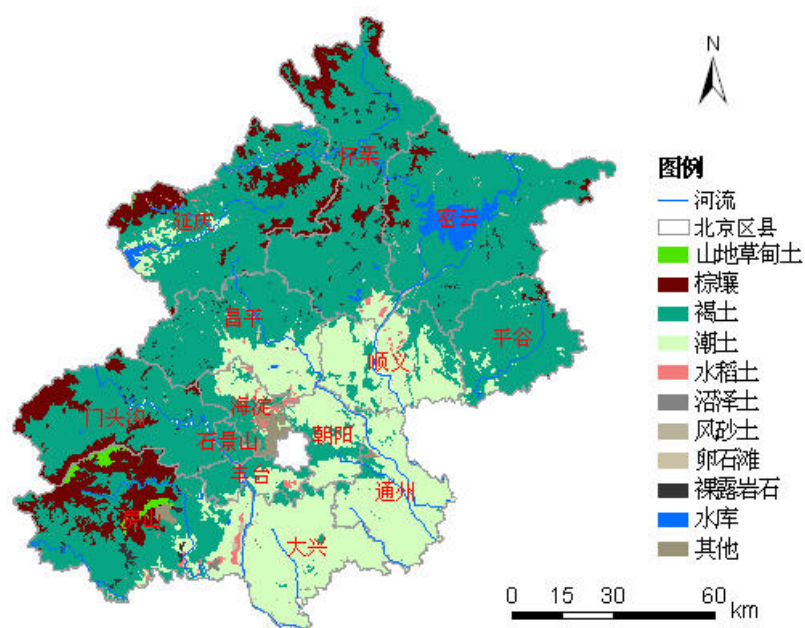 N
怀柔
图例
河流
密云
延庆
北京区县
山地草甸土
棕壤
褐土
昌平
平谷
潮土
顺义
水稻土
海淀
门头沟
沼泽土
石景山
朝阳
风砂土
卵石滩
丰台
通州
裸露岩石
房山
水库
大兴
其他
0 15 30 60
km